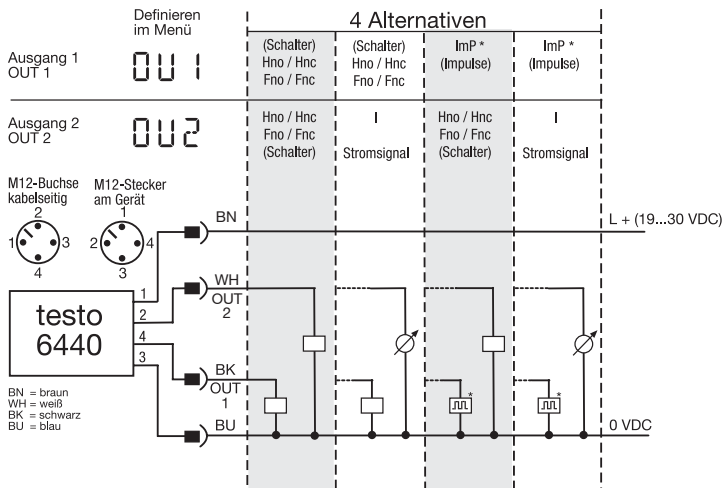 Definieren
im Menü
4 Alternativen
Ausgang 1
OUT 1
OU1
(Schalter)
Hno / Hnc
Fno / Fnc
(Schalter)
Hno / Hnc
Fno / Fnc
ImP *
(Impulse)
ImP *
(Impulse)
Ausgang 2
OUT 2
OU2
Hno / Hnc
Fno / Fnc
(Schalter)
I
Stromsignal
Hno / Hnc
Fno / Fnc
(Schalter)
I
Stromsignal
M12-Buchse
kabelseitig
2
1
3
4
M12-Stecker
am Gerät
1
2
4
3
BN
L + (19...30 VDC)
testo
6440
1
2
4
3
WH
OUT
2
BK
OUT
1
*
*
BU
0 VDC
BN = braun
WH = weiß
BK = schwarz
BU = blau